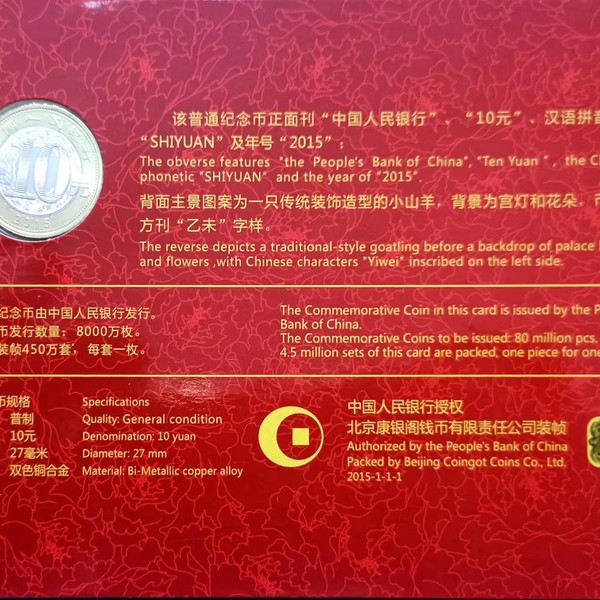 10
2015
该普通纪念币正面刊“中国人民银行”、“10元”、汉语拼音
“SHIYUAN”及年号“2015”;
The obverse features "the People's Bank of China", "Ten Yuan", the C
phonetic "SHIYUAN" and the year of "2015".
背面主景图案为一只传统装饰造型的小山羊，背景为宫灯和花朵，币
方刊“乙未”字样。
The reverse depicts a traditional-style goatling before a backdrop of palace
and flowers ,with Chinese characters "Yiwei" inscribed on the left side.
纪念币由中国人民银行发行。
币发行数量：8000万枚。
装帧450万套，每套一枚。
The Commemorative Coin in this card is issued by the P
Bank of China.
The Commemorative Coins to be issued: 80 million pcs.
4.5 million sets of this card are packed, one piece for one
币规格
普制
10元
27毫米
双色铜合金
Specifications
Quality: General condition
Denomination: 10 yuan
Diameter: 27 mm
Material: Bi-Metallic copper alloy
中国人民银行授权
北京康银阁钱币有限责任公司装帧
Authorized by the People's Bank of China
Packed by Beijing Coingot Coins Co., Ltd.
2015-1-1-1